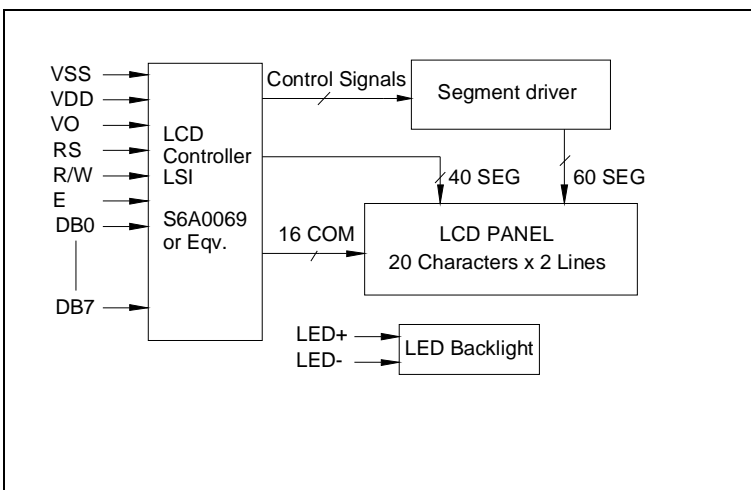 VSS
VDD
VO
RS
R/W
E
DB0
DB7
LCD
Controller
LSI
S6A0069
or Eqv.
Control Signals
Segment driver
40 SEG
60 SEG
16 COM
LCD PANEL
20 Characters x 2 Lines
LED+
LED-
LED Backlight